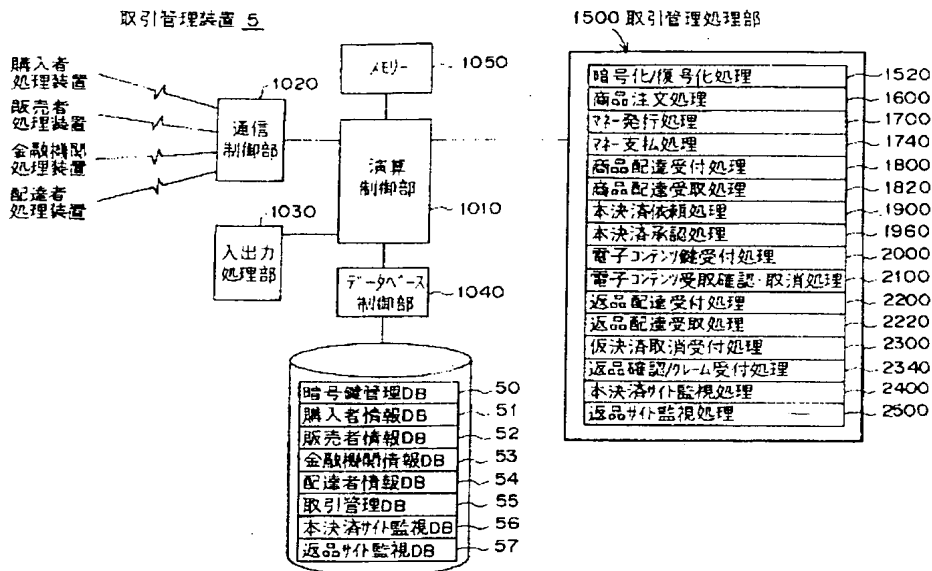 取引管理装置 5
購入者
処理装置
販売者
処理装置
金融機関
処理装置
配達者
処理装置
1020
通信
制御部
メモリー
1050
演算
制御部
1010
1030
入出力
処理部
データベース
制御部
1040
暗号鍵管理DB
50
購入者情報DB
51
販売者情報DB
52
金融機関情報DB
53
配達者情報DB
54
取引管理DB
55
本決済サイト監視DB
56
返品サイト監視DB
57
1500 取引管理処理部
暗号化/復号化処理
1520
商品注文処理
1600
マネー発行処理
1700
マネー支払処理
1740
商品配達受付処理
1800
商品配達受取処理
1820
本決済依頼処理
1900
本決済承認処理
1960
電子コンテンツ鍵受付処理
2000
電子コンテンツ受取確認・取消処理
2100
返品配達受付処理
2200
返品配達受取処理
2220
仮決済取消受付処理
2300
返品確認/クレーム受付処理
2340
本決済サイト監視処理
2400
返品サイト監視処理
2500